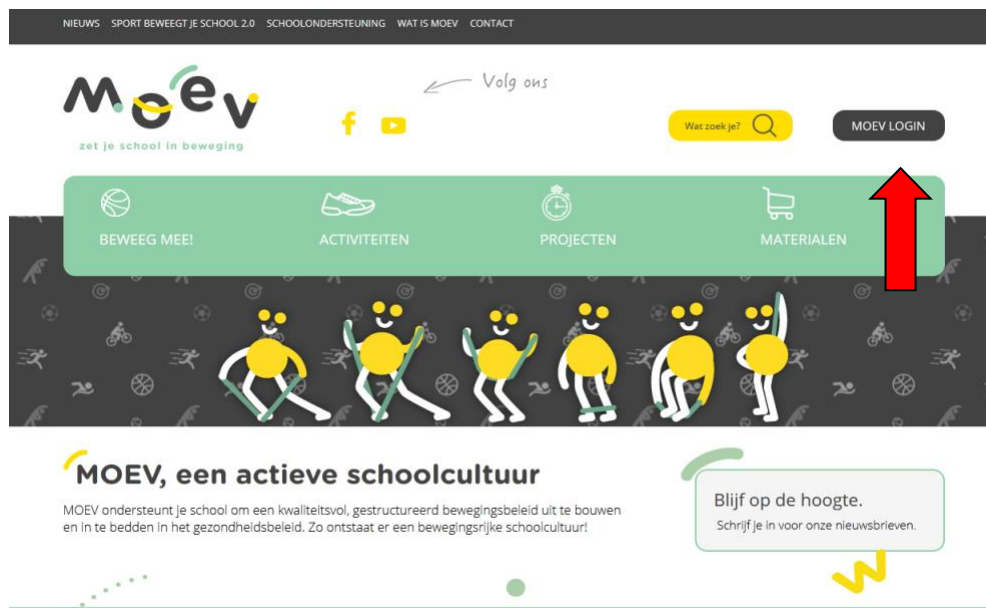 NIEUWS SPORT BEWEEGT JE SCHOOL 2.0 SCHOOLONDERSTEUNING WAT IS MOEV CONTACT
Moev
zet je school in beweging
Volg ons
Wat zoek je?
MOEV LOGIN
BEWEEG MEE! ACTIVITEITEN PROJECTEN MATERIALEN
MOEV, een actieve schoolcultuur
MOEV ondersteunt je school om een kwaliteitsvol, gestructureerd bewegingsbeleid uit te bouwen
en in te bedden in het gezondheidsbeleid. Zo ontstaat er een bewegingsrijke schoolcultuur!
Blijf op de hoogte.
Schrijf je in voor onze nieuwsbrieven.